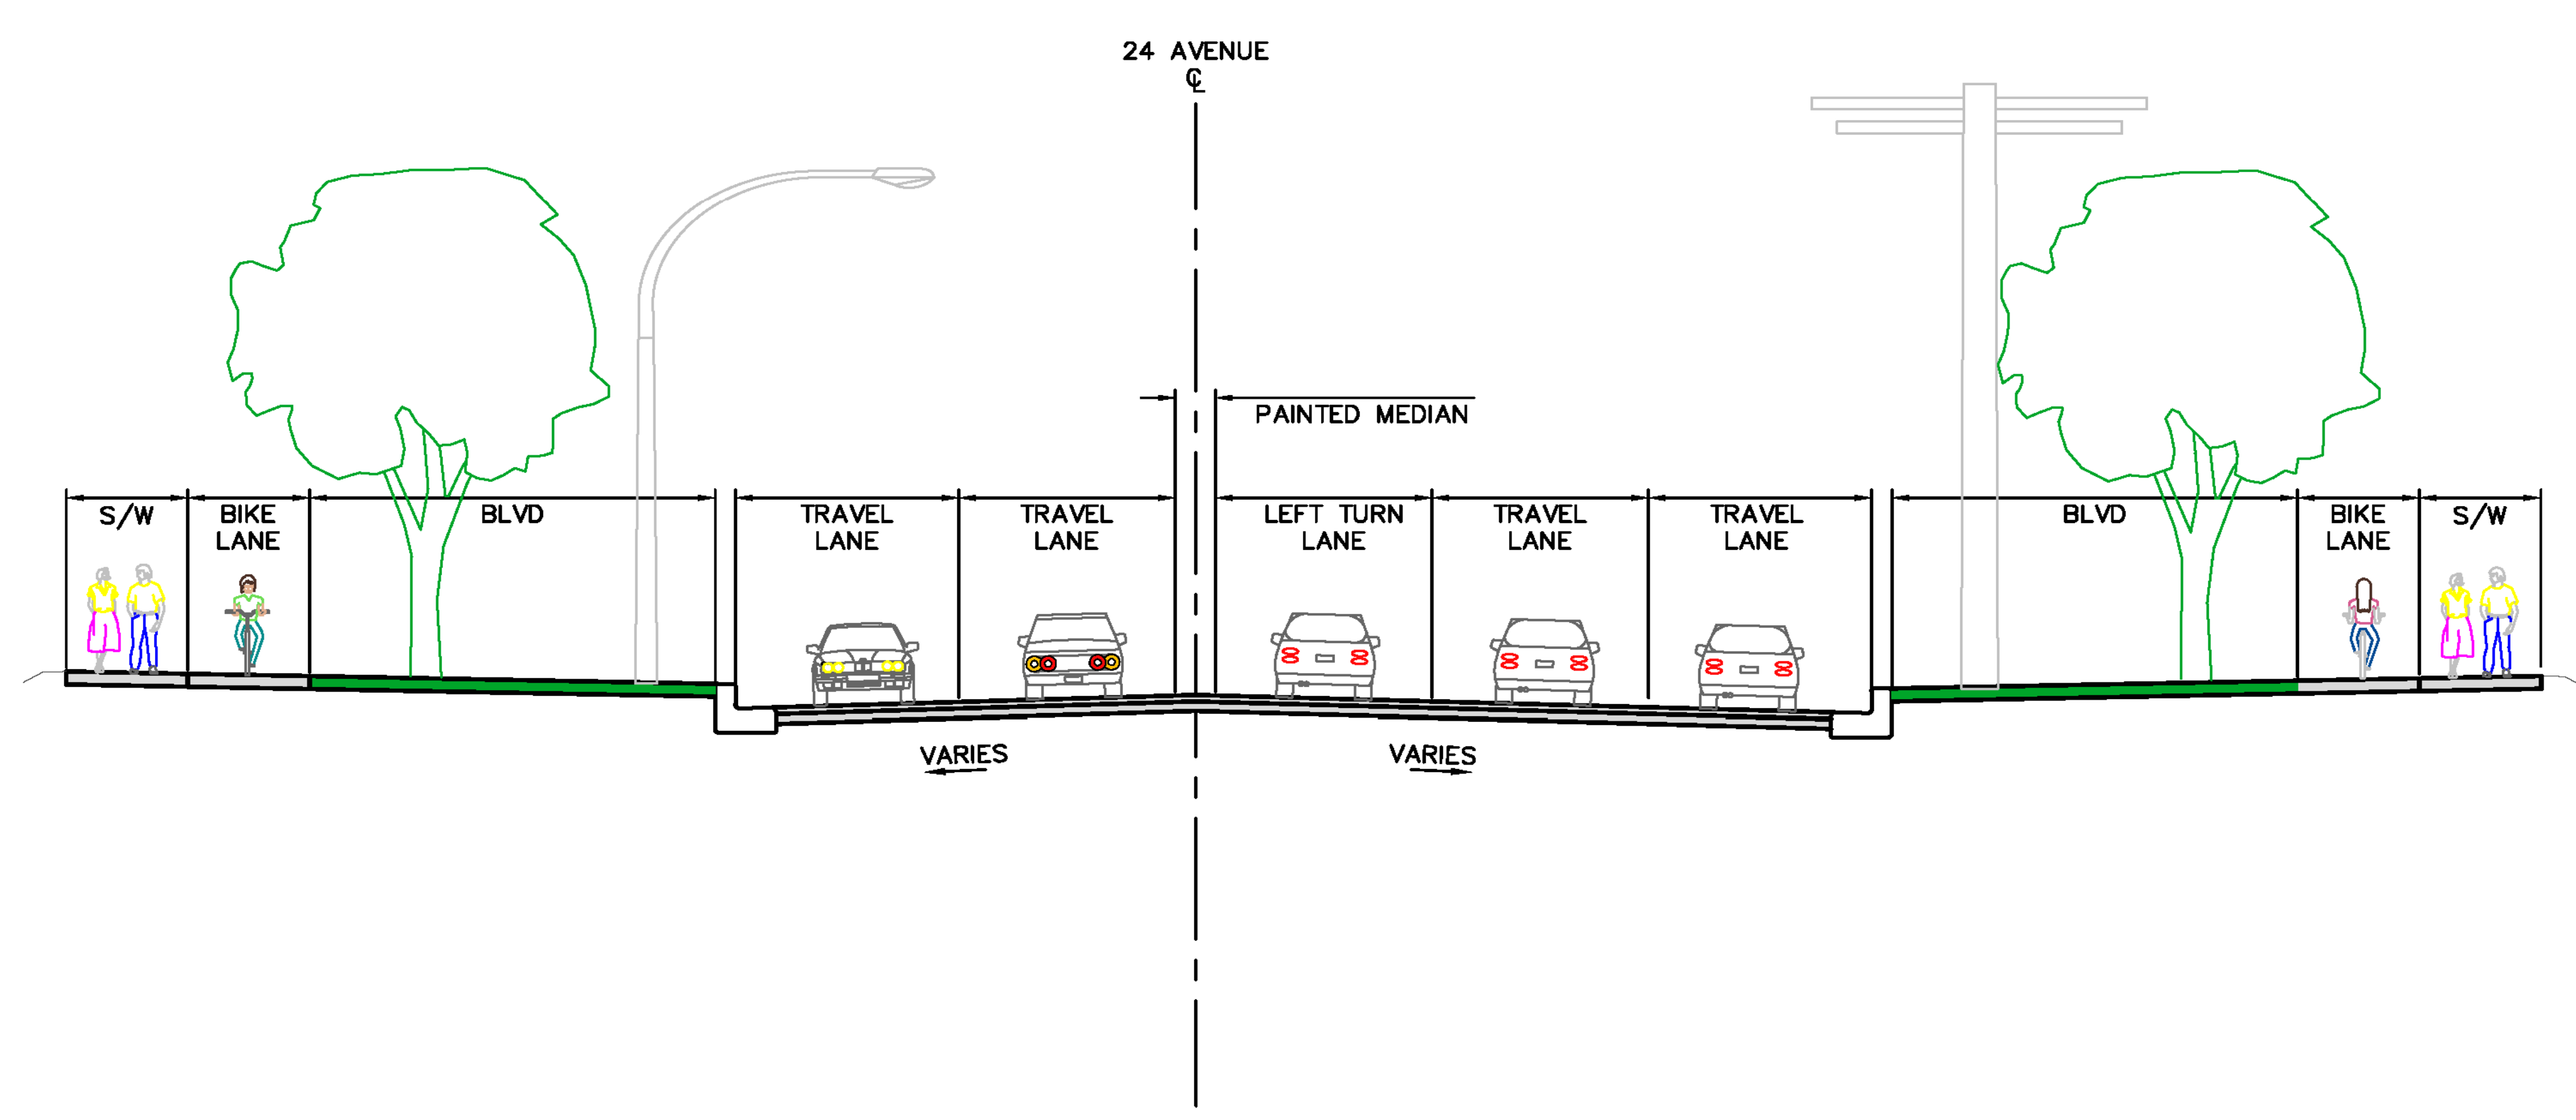 24 AVENUE
℄
PAINTED MEDIAN
S/W
BIKE
LANE
BLVD
TRAVEL
LANE
TRAVEL
LANE
LEFT TURN
LANE
TRAVEL
LANE
TRAVEL
LANE
BLVD
BIKE
LANE
S/W
VARIES
VARIES